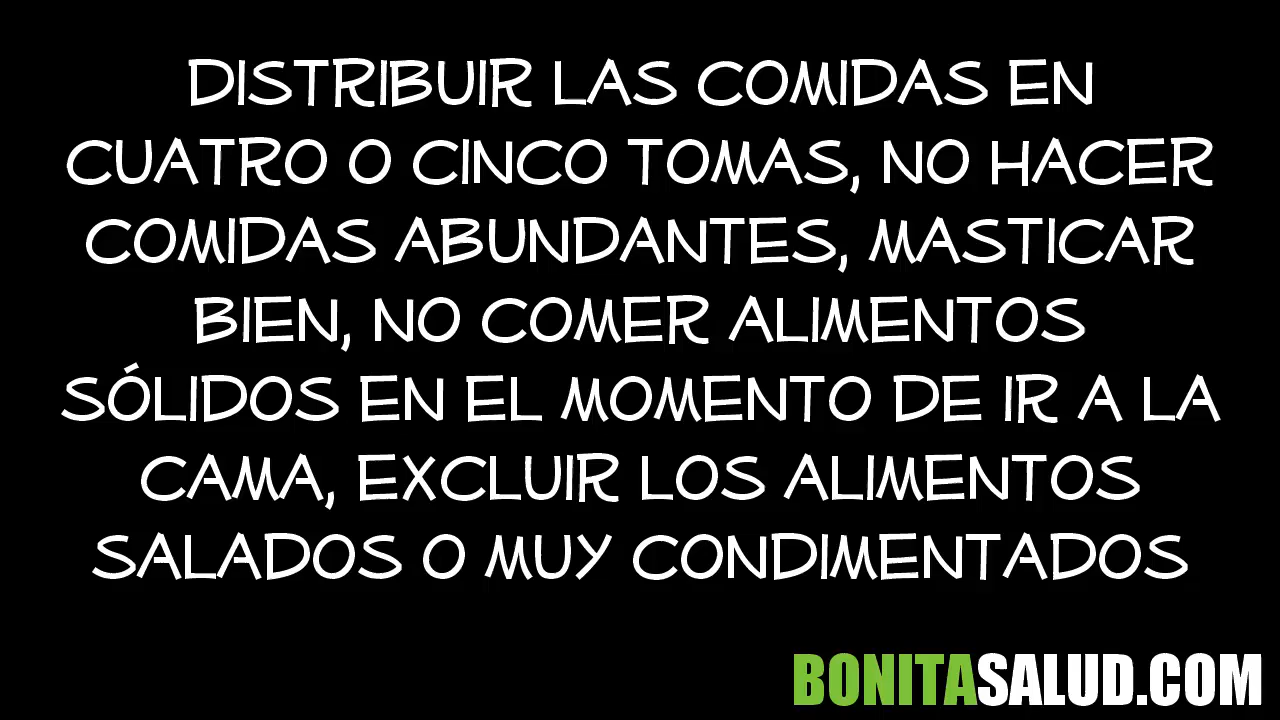 DISTRIBUIR LAS COMIDAS EN
CUATRO O CINCO TOMAS, NO HACER
COMIDAS ABUNDANTES, MASTICAR
BIEN, NO COMER ALIMENTOS
SÓLIDOS EN EL MOMENTO DE IR A LA
CAMA, EXCLUIR LOS ALIMENTOS
SALADOS O MUY CONDIMENTADOS
BONITASALUD.COM